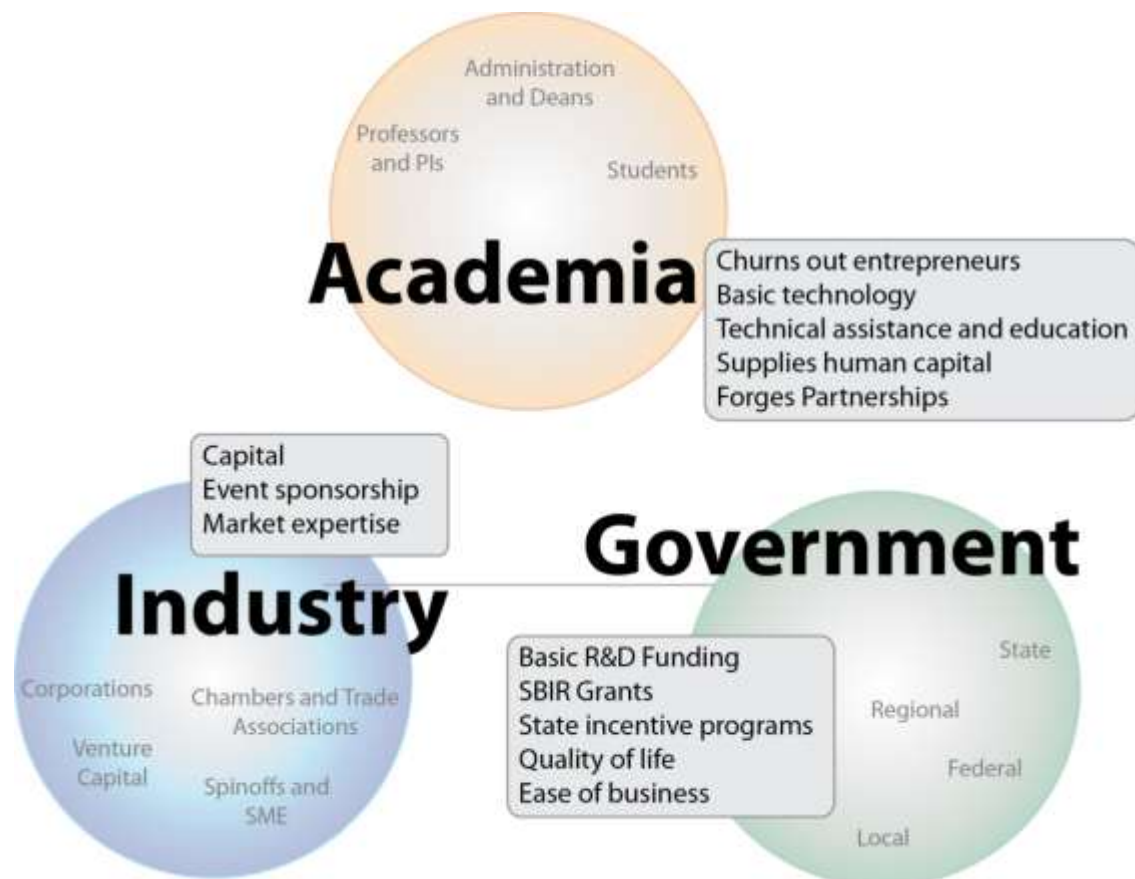 Administration
and Deans
Professors
and PIs
Students
Academia
Churns out entrepreneurs
Basic technology
Technical assistance and education
Supplies human capital
Forges Partnerships
Capital
Event sponsorship
Market expertise
Industry
Corporations
Chambers and Trade
Associations
Venture
Capital
Spinoffs and
SME
Government
Basic R&D Funding
SBIR Grants
State incentive programs
Quality of life
Ease of business
State
Regional
Federal
Local